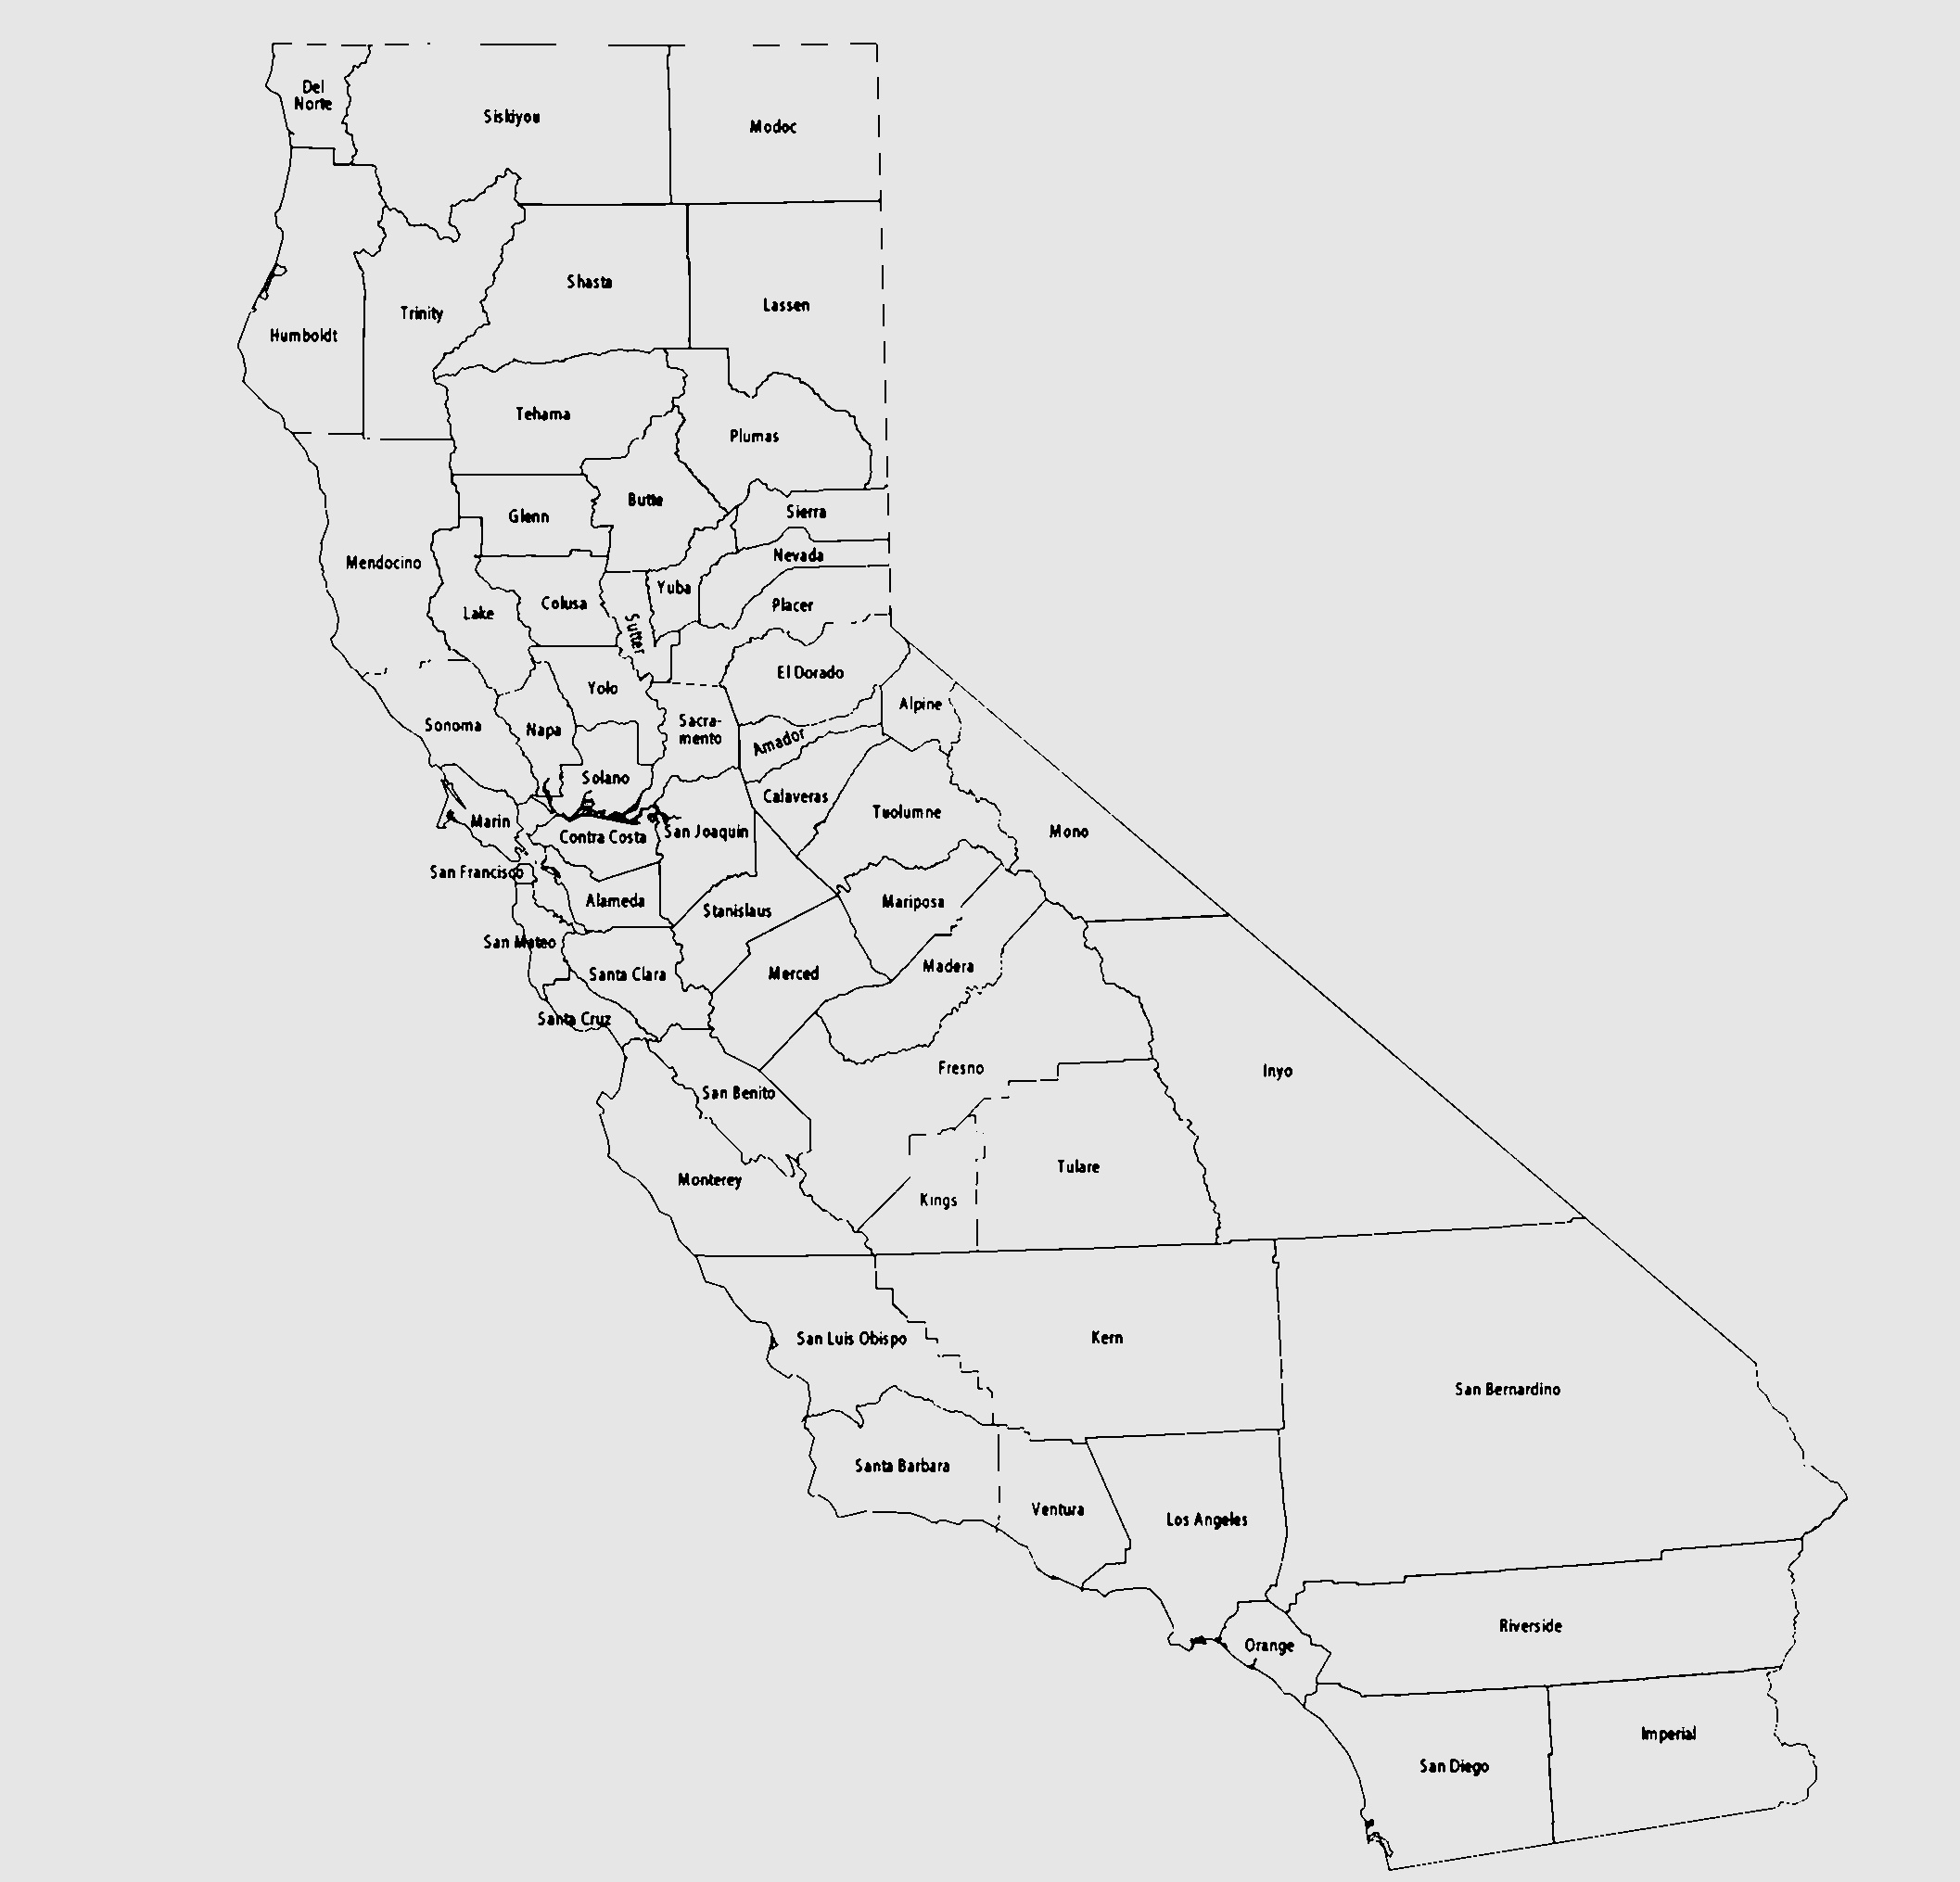 Del
Norte
Siskiyou
Modoc
Shasta
Lassen
Trinity
Humboldt
Tehama
Plumas
Butte
Glenn
Sierra
Mendocino
Nevada
Yuba
Colusa
Placer
Lake
Sutter
El Dorado
Yolo
Alpine
Sonoma
Napa
Sacra-
mento
Amador
Solano
Calaveras
Tuolumne
Marin
Contra Costa
San Joaquin
Mono
San Francisco
Alameda
Stanislaus
Mariposa
San Mateo
Santa Clara
Merced
Madera
Santa Cruz
Fresno
Inyo
San Benito
Tulare
Monterey
Kings
San Luis Obispo
Kern
San Bernardino
Santa Barbara
Ventura
Los Angeles
Riverside
Orange
Imperial
San Diego